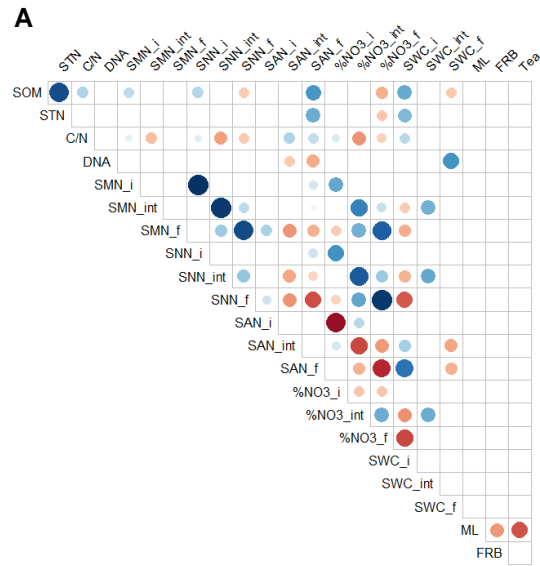 A
STN C/N DNA SMN_i SMN_int SMN_f SNN_i SNN_int SNN_f SAN_i SAN_int SAN_f %NO3_i %NO3_int %NO3_f SWC_i SWC_int SWC_f ML FRB Tea
SOM
STN
C/N
DNA
SMN_i
SMN_int
SMN_f
SNN_i
SNN_int
SNN_f
SAN_i
SAN_int
SAN_f
%NO3_i
%NO3_int
%NO3_f
SWC_i
SWC_int
SWC_f
ML
FRB